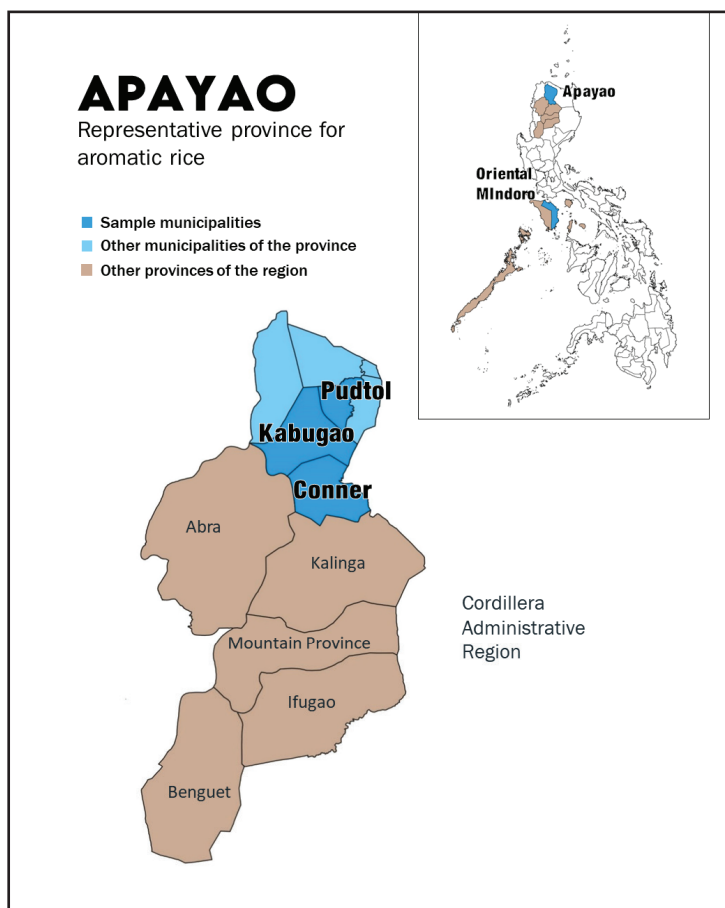 APAYAO
Representative province for
aromatic rice
Sample municipalities
Other municipalities of the province
Other provinces of the region
Apayao
Oriental
MIndoro
Pudtol
Kabugao
Conner
Abra
Kalinga
Mountain Province
Ifugao
Benguet
Cordillera
Administrative
Region